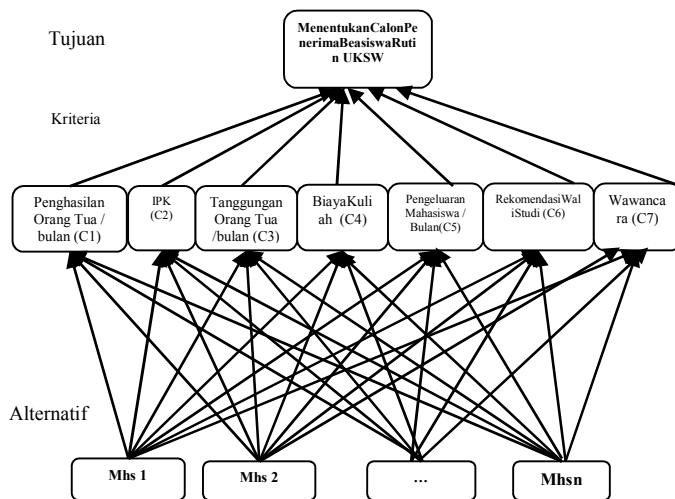 Tujuan
MenentukanCalonPe
nerimaBeasiswaRuti
n UKSW
Kriteria
Penghasilan
Orang Tua /
bulan (C1)
IPK
(C2)
Tanggungan
Orang Tua
/bulan (C3)
BiayaKuli
ah (C4)
Pengeluaran
Mahasiswa /
Bulan(C5)
RekomendasiWal
iStudi (C6)
Wawanca
ra (C7)
Alternatif
Mhs 1
Mhs 2
...
Mhsn